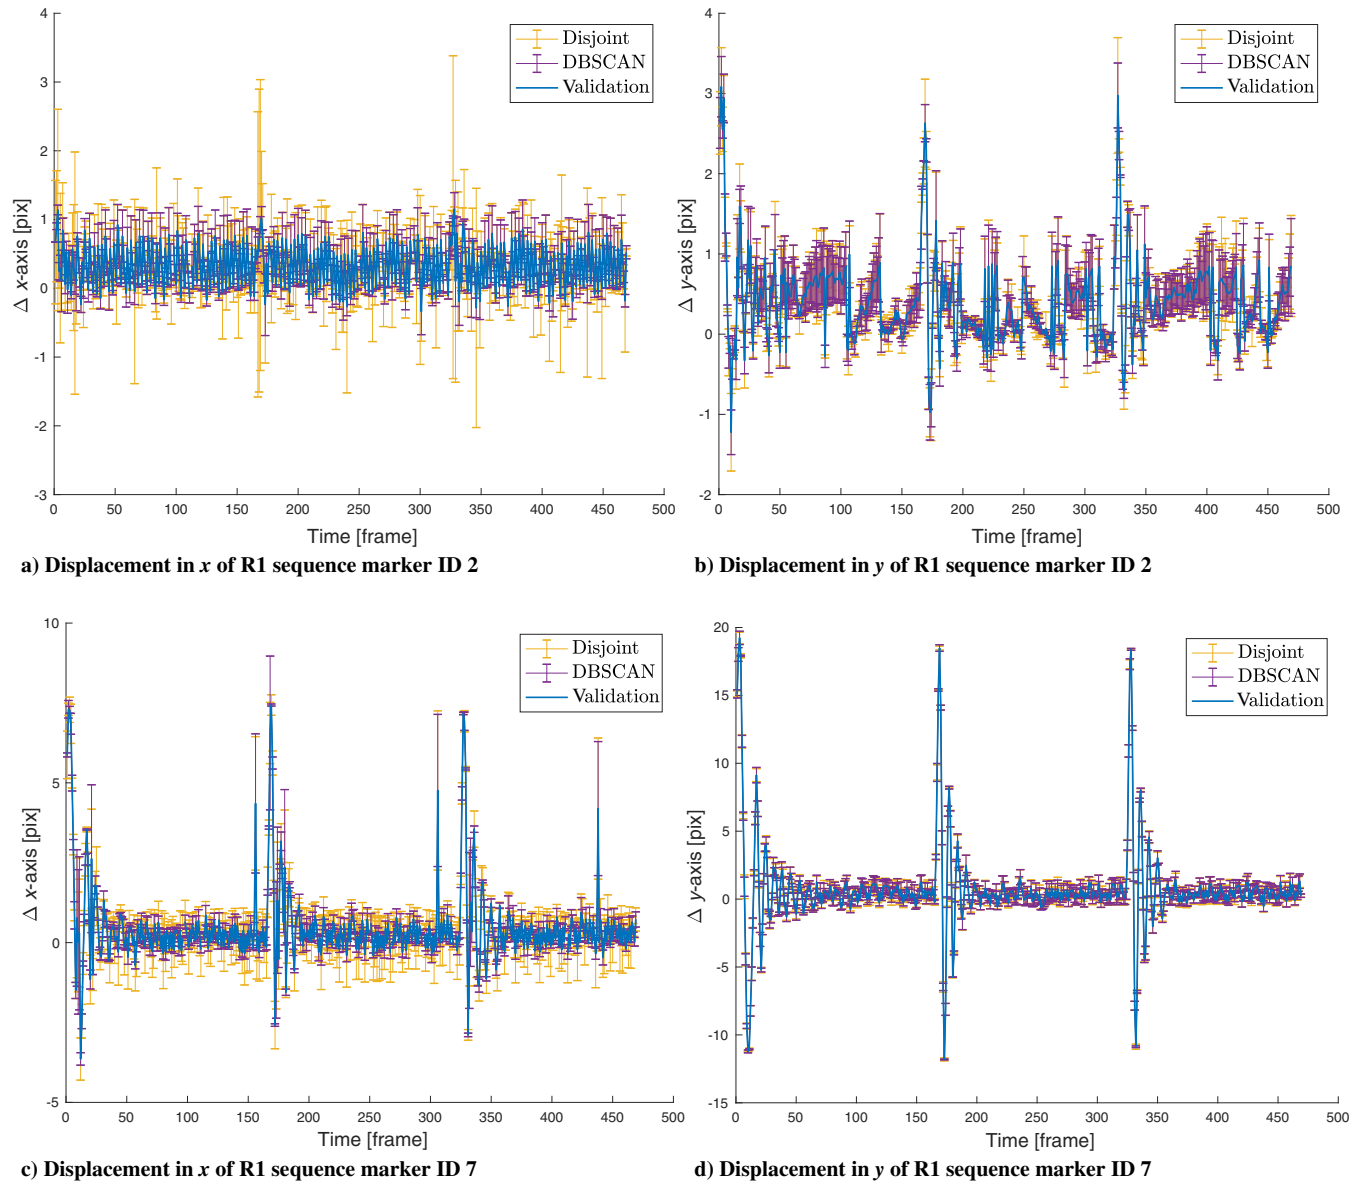 4
3
2
1
0
-1
-2
-3
Δ x-axis [pix]
0 50 100 150 200 250 300 350 400 450 500
Time [frame]
Disjoint
DBSCAN
Validation
a) Displacement in x of R1 sequence marker ID 2
4
3
2
1
0
-1
-2
Δ y-axis [pix]
0 50 100 150 200 250 300 350 400 450 500
Time [frame]
Disjoint
DBSCAN
Validation
b) Displacement in y of R1 sequence marker ID 2
10
5
0
-5
Δ x-axis [pix]
0 50 100 150 200 250 300 350 400 450 500
Time [frame]
Disjoint
DBSCAN
Validation
c) Displacement in x of R1 sequence marker ID 7
20
15
10
5
0
-5
-10
-15
Δ y-axis [pix]
0 50 100 150 200 250 300 350 400 450 500
Time [frame]
Disjoint
DBSCAN
Validation
d) Displacement in y of R1 sequence marker ID 7